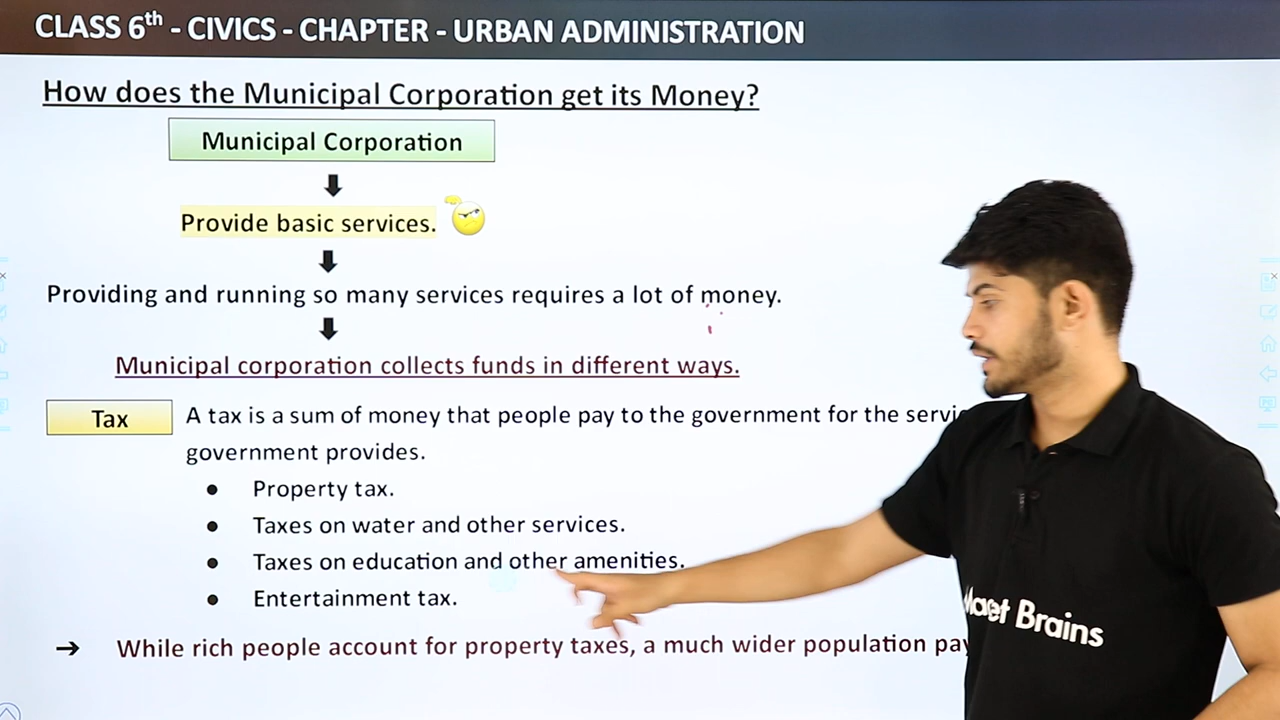 CLASS 6th - CIVICS - CHAPTER - URBAN ADMINISTRATION
How does the Municipal Corporation get its Money?
Municipal Corporation
Provide basic services.
Providing and running so many services requires a lot of money.
Municipal corporation collects funds in different ways.
Tax
A tax is a sum of money that people pay to the government for the
government provides.
● Property tax.
● Taxes on water and other services.
● Taxes on education and other amenities.
● Entertainment tax.
→ While rich people account for property taxes, a much wider population
Brains